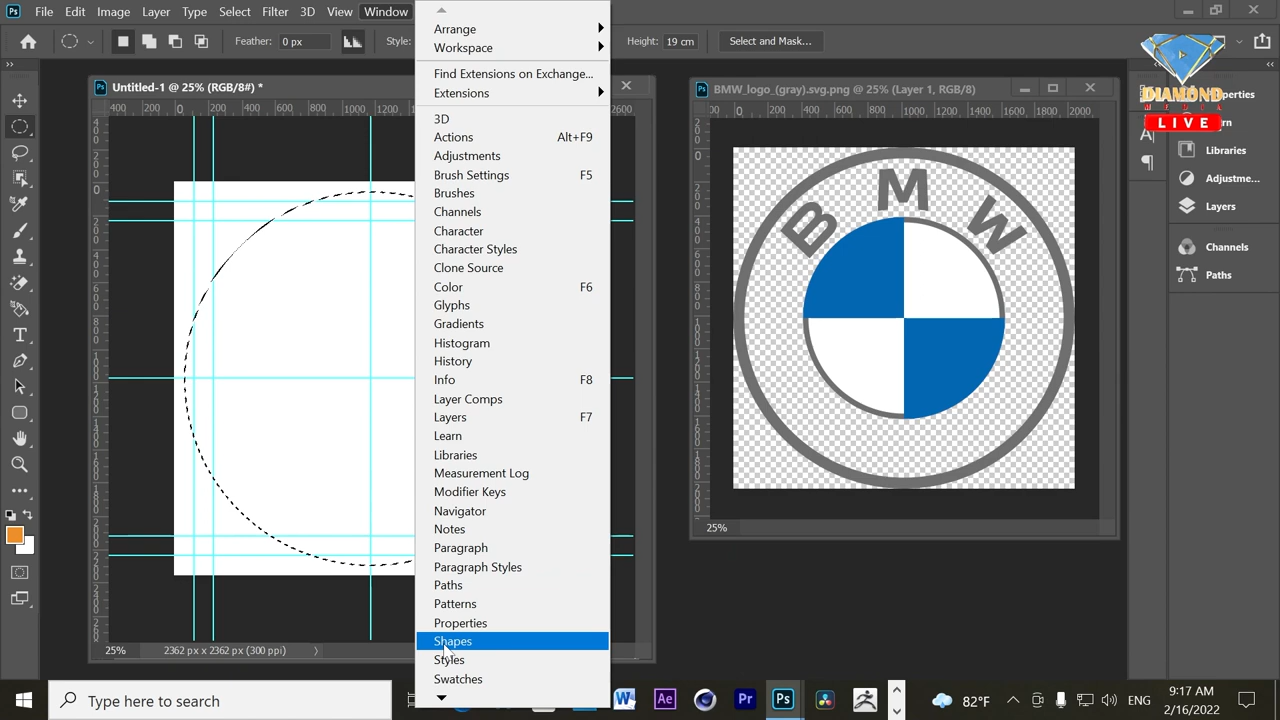 File Edit Image Layer Type Select Filter 3D View Window
Feather: 0 px
Style:
Height: 19 cm
Select and Mask...
Untitled-1 @ 25% (RGB/8#) *
BMW_logo_(gray).svg.png @ 25% (Layer 1, RGB/8)
Arrange
Workspace
Find Extensions on Exchange...
Extensions
3D
Actions Alt+F9
Adjustments
Brush Settings F5
Brushes
Channels
Character
Character Styles
Clone Source
Color F6
Glyphs
Gradients
Histogram
History
Info F8
Layer Comps
Layers F7
Learn
Libraries
Measurement Log
Modifier Keys
Navigator
Notes
Paragraph
Paragraph Styles
Paths
Patterns
Properties
Shapes
Styles
Swatches
BMW
25%
25% 2362 px x 2362 px (300 ppi)
DIAMOND
MEDIA
LIVE
Libraries
Adjustme...
Layers
Channels
Paths
Type here to search
82°F
ENG
9:17 AM
2/16/2022